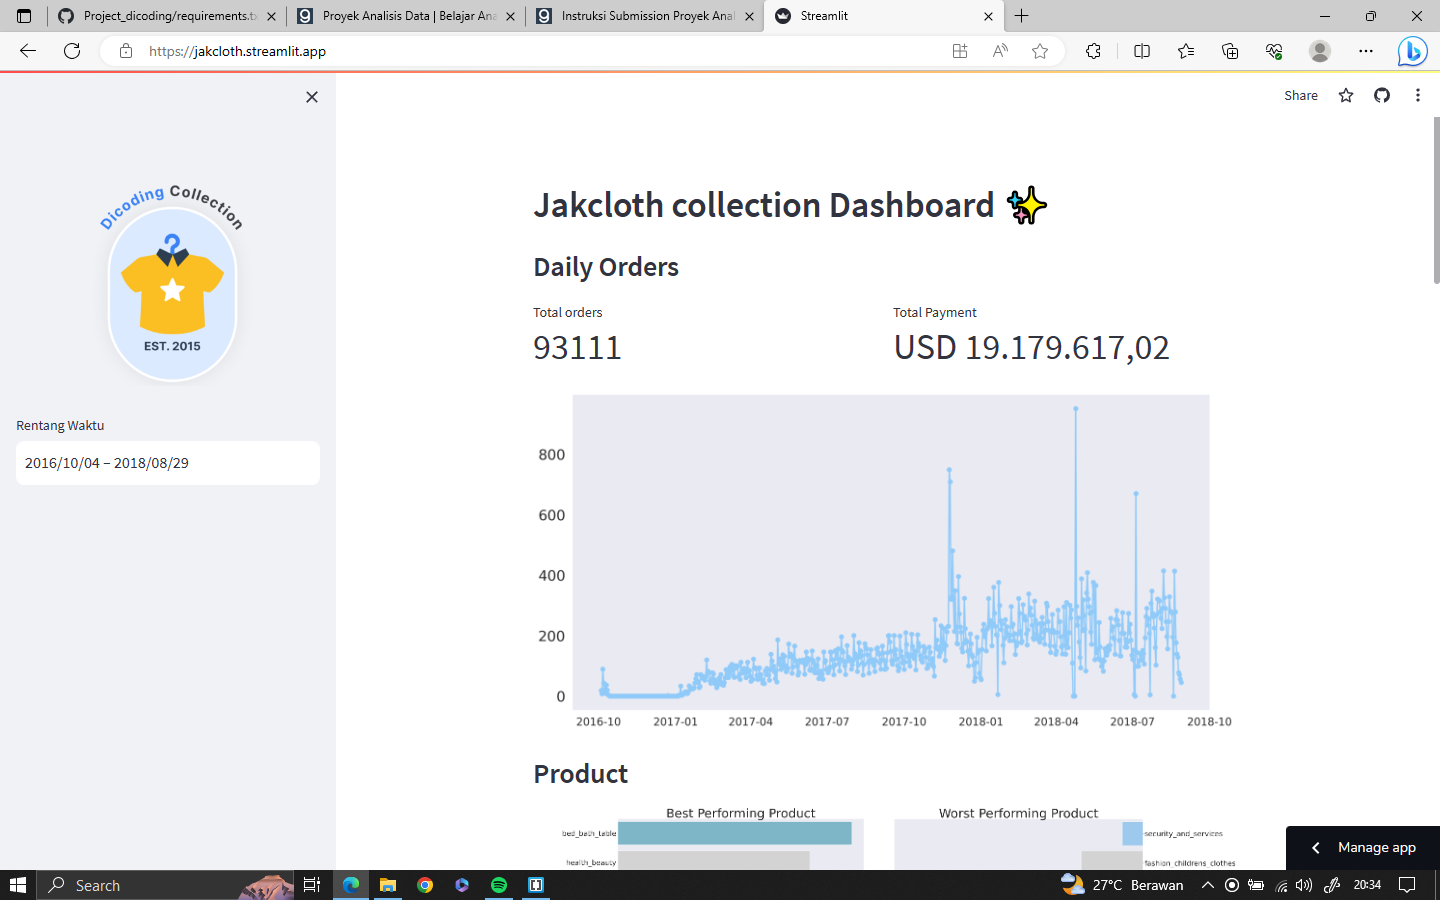 Project_dicoding/requirements.tx
Proyek Analisis Data | Belajar Ana
Instruksi Submission Proyek Anal
Streamlit
https://jakcloth.streamlit.app
Share
Dicoding Collection
EST. 2015
Rentang Waktu
2016/10/04 – 2018/08/29
Jakcloth collection Dashboard
Daily Orders
Total orders
93111
Total Payment
USD 19.179.617,02
800
600
400
200
0
2016-10 2017-01 2017-04 2017-07 2017-10 2018-01 2018-04 2018-07 2018-10
Product
Best Performing Product
bed_bath_table
health_beauty
Worst Performing Product
security_and_services
fashion_childrens_clothes
Manage app
Search
27°C Berawan
20:34